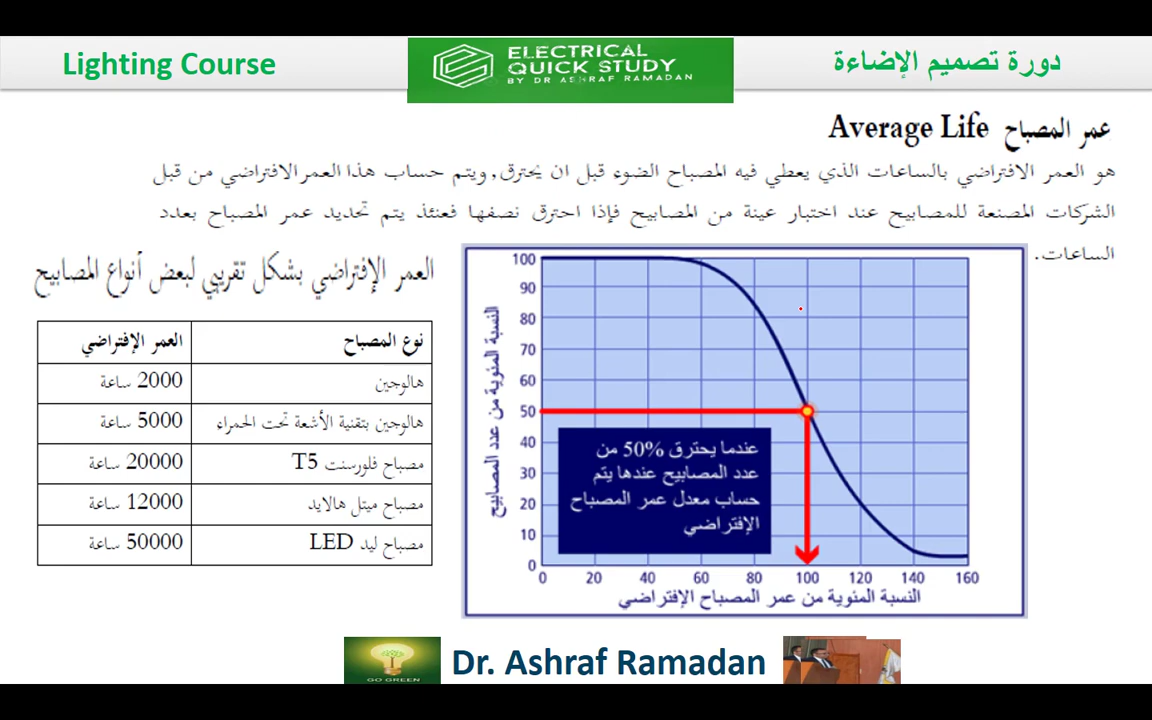 Lighting Course
ELECTRICAL
QUICK STUDY
BY DR ASHRAF RAMADAN
دورة تصميم الإضاءة
عمر المصباح Average Life
هو العمر الافتراضي بالساعات الذي يعطي فيه المصباح الضوء قبل ان يحترق, ويتم حساب هذا العمر الافتراضي من قبل
الشركات المصنعة للمصابيح عند اختبار عينة من المصابيح فإذا احترق نصفها فعنئذ يتم تحديد عمر المصباح بعدد
الساعات.
العمر الإفتراضي بشكل تقريبي لبعض أنواع المصابيح
نوع المصباح العمر الإفتراضي
هالوجين 2000 ساعة
هالوجين بتقنية الأشعة تحت الحمراء 5000 ساعة
مصباح فلورسنت T5 20000 ساعة
مصباح ميتل هالايد 12000 ساعة
مصباح ليد LED 50000 ساعة
النسبة المئوية من عدد المصابيح
100
90
80
70
60
50
40
30
20
10
0
عندما يحترق 50% من
عدد المصابيح عندها يتم
حساب معدل عمر المصباح
الإفتراضي
0 20 40 60 80 100 120 140 160
النسبة المئوية من عمر المصباح الإفتراضي
GO GREEN
Dr. Ashraf Ramadan